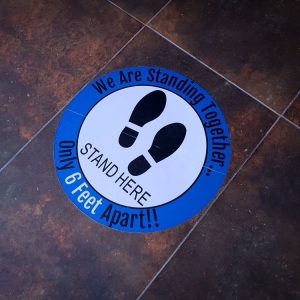 We Are Standing Together..
STAND HERE
Only 6 Feet Apart!!